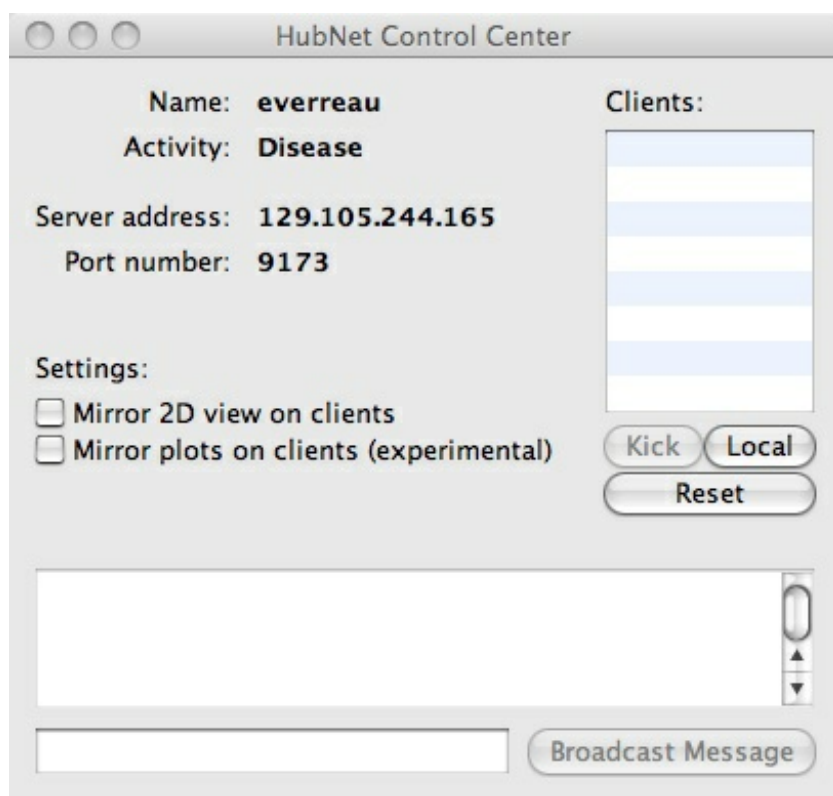 HubNet Control Center
Name: everreau
Activity: Disease
Server address: 129.105.244.165
Port number: 9173
Settings:
Mirror 2D view on clients
Mirror plots on clients (experimental)
Clients:
Kick Local
Reset
Broadcast Message